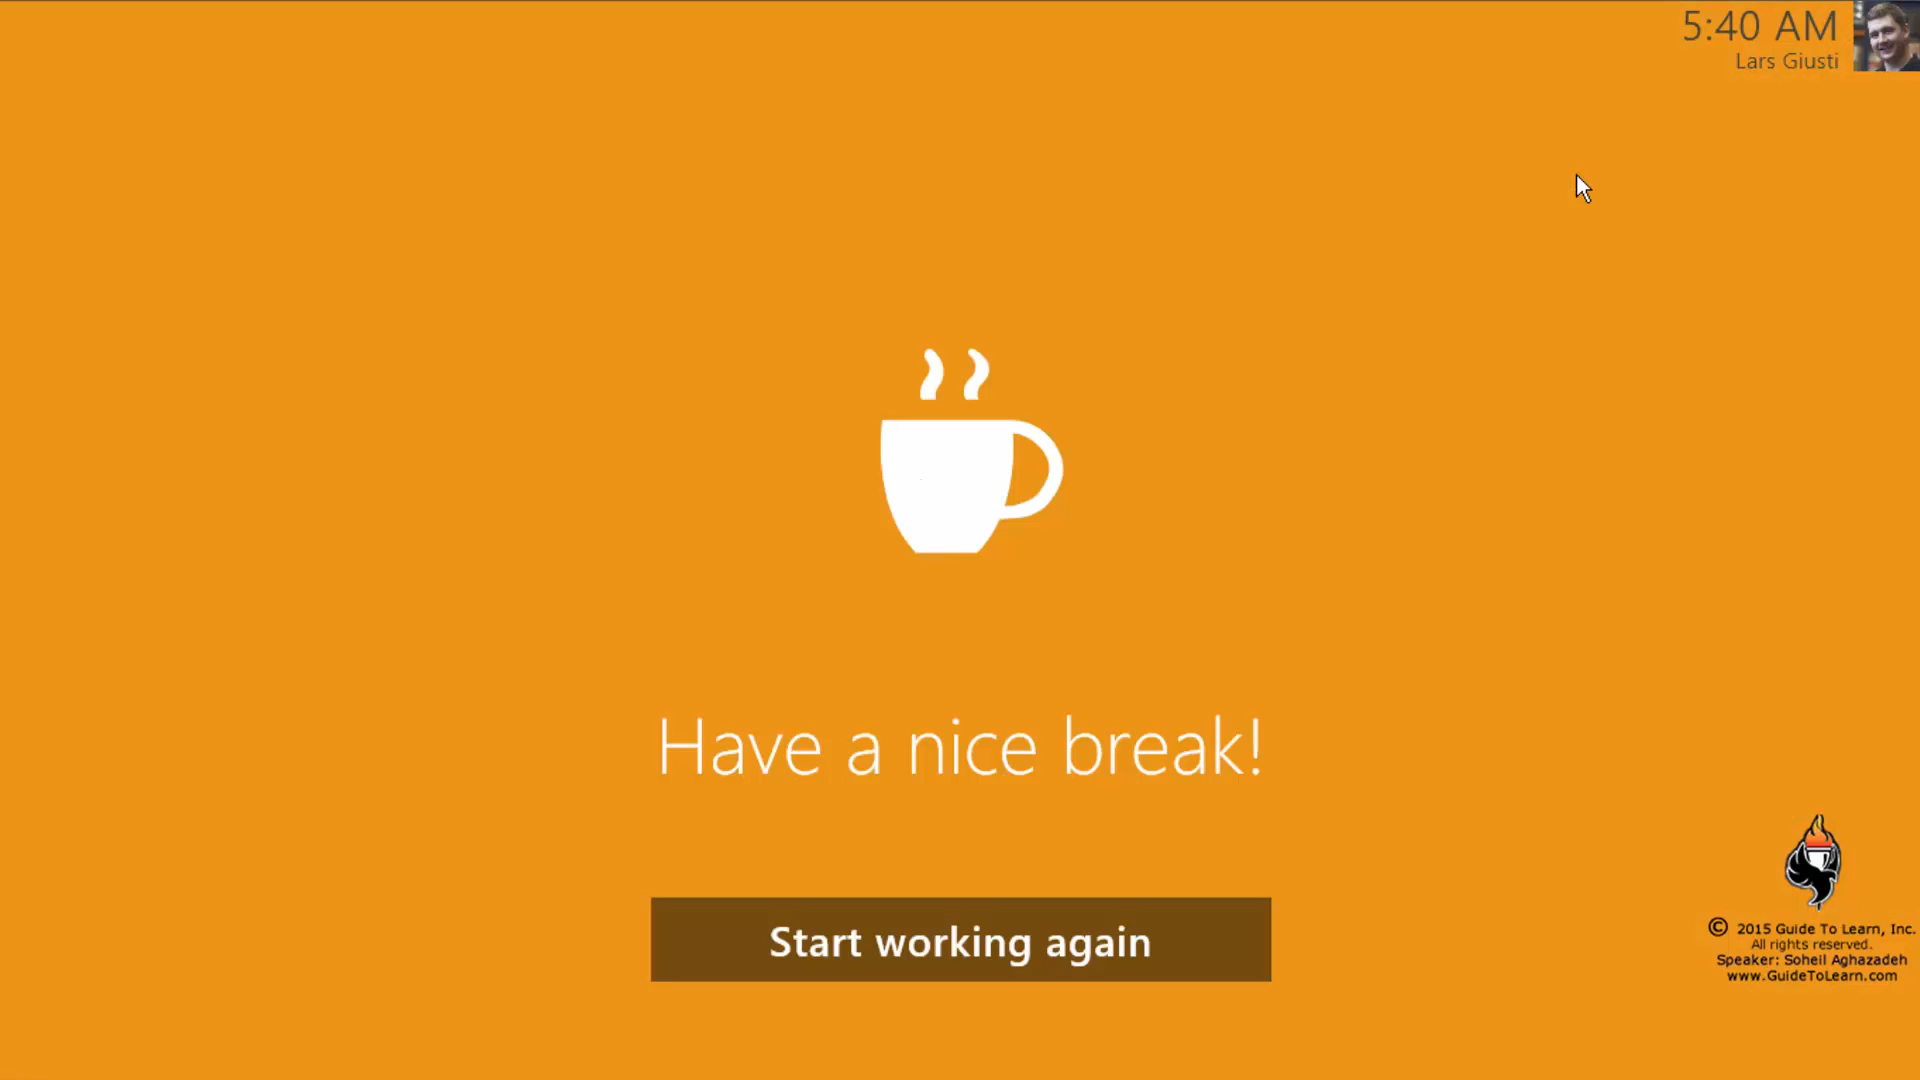 5:40 AM
Lars Giusti
Have a nice break!
Start working again
© 2015 Guide To Learn, Inc.
All rights reserved.
Speaker: Soheil Aghazadeh
www.GuideToLearn.com